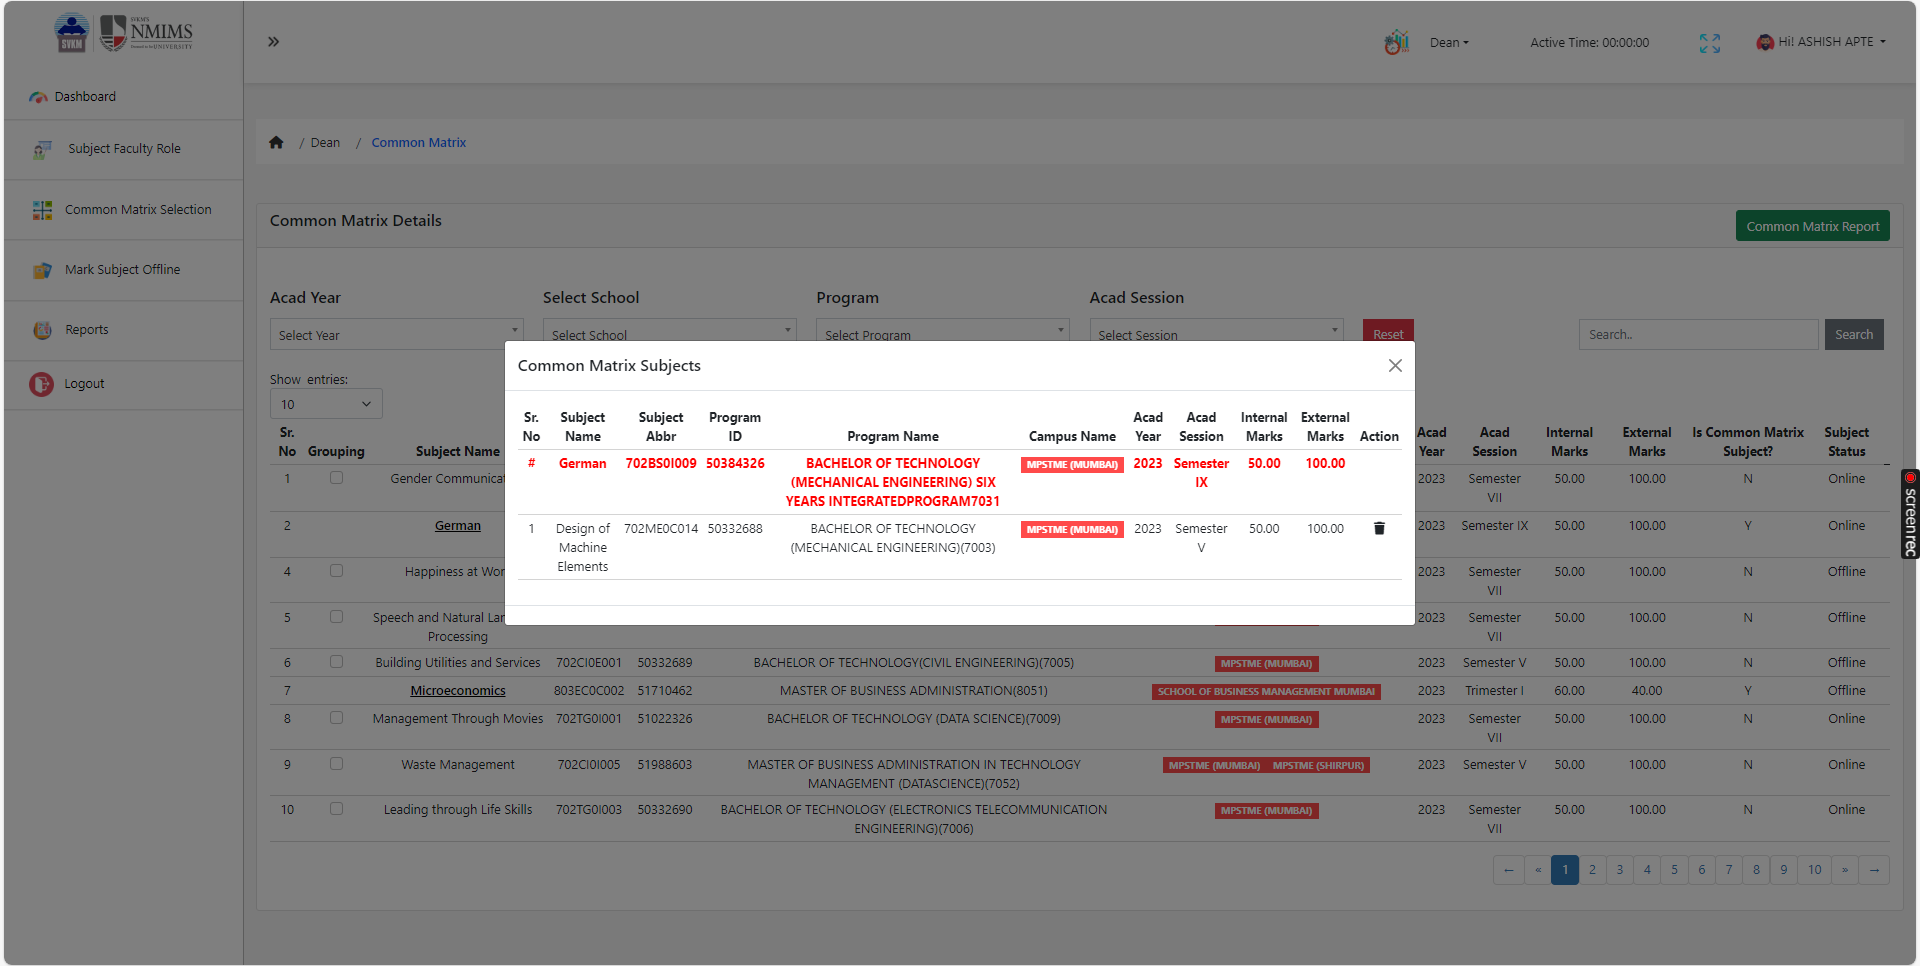 SVKM
SVKM'S
NMIMS
Deemed to be UNIVERSITY
Dean
Active Time: 00:00:00
Hi! ASHISH APTE
Dashboard
Subject Faculty Role
Common Matrix Selection
Mark Subject Offline
Reports
Logout
/ Dean / Common Matrix
Common Matrix Details
Common Matrix Report
Acad Year
Select School
Program
Acad Session
Select Year
Select School
Select Program
Select Session
Reset
Search..
Search
Show entries:
10
Common Matrix Subjects
Sr. No Subject Name Subject Abbr Program ID Program Name Campus Name Acad Year Acad Session Internal Marks External Marks Action
# German 702BS0I009 50384326 BACHELOR OF TECHNOLOGY (MECHANICAL ENGINEERING) SIX YEARS INTEGRATEDPROGRAM7031 MPSTME (MUMBAI) 2023 Semester IX 50.00 100.00
1 Design of Machine Elements 702ME0C014 50332688 BACHELOR OF TECHNOLOGY (MECHANICAL ENGINEERING)(7003) MPSTME (MUMBAI) 2023 Semester V 50.00 100.00
Sr. No Grouping Subject Name Acad Year Acad Session Internal Marks External Marks Is Common Matrix Subject? Subject Status
1 Gender 2023 Semester VII 50.00 100.00 N Online
2 German 2023 Semester IX 50.00 100.00 Y Online
4 Happiness at 2023 Semester VII 50.00 100.00 N Offline
5 Speech and Natural Processing 2023 Semester VII 50.00 100.00 N Offline
6 Building Utilities and Services 702CI0E001 50332689 BACHELOR OF TECHNOLOGY(CIVIL ENGINEERING)(7005) MPSTME (MUMBAI) 2023 Semester V 50.00 100.00 N Offline
7 Microeconomics 803EC0C002 51710462 MASTER OF BUSINESS ADMINISTRATION(8051) SCHOOL OF BUSINESS MANAGEMENT MUMBAI 2023 Trimester I 60.00 40.00 Y Offline
8 Management Through Movies 702TG0I001 51022326 BACHELOR OF TECHNOLOGY (DATA SCIENCE)(7009) MPSTME (MUMBAI) 2023 Semester VII 50.00 100.00 N Online
9 Waste Management 702CI0I005 51988603 MASTER OF BUSINESS ADMINISTRATION IN TECHNOLOGY MANAGEMENT (DATASCIENCE)(7052) MPSTME (MUMBAI) MPSTME (SHIRPUR) 2023 Semester V 50.00 100.00 N Online
10 Leading through Life Skills 702TG0I003 50332690 BACHELOR OF TECHNOLOGY (ELECTRONICS TELECOMMUNICATION ENGINEERING)(7006) MPSTME (MUMBAI) 2023 Semester VII 50.00 100.00 N Online
← « 1 2 3 4 5 6 7 8 9 10 » →
screenrec